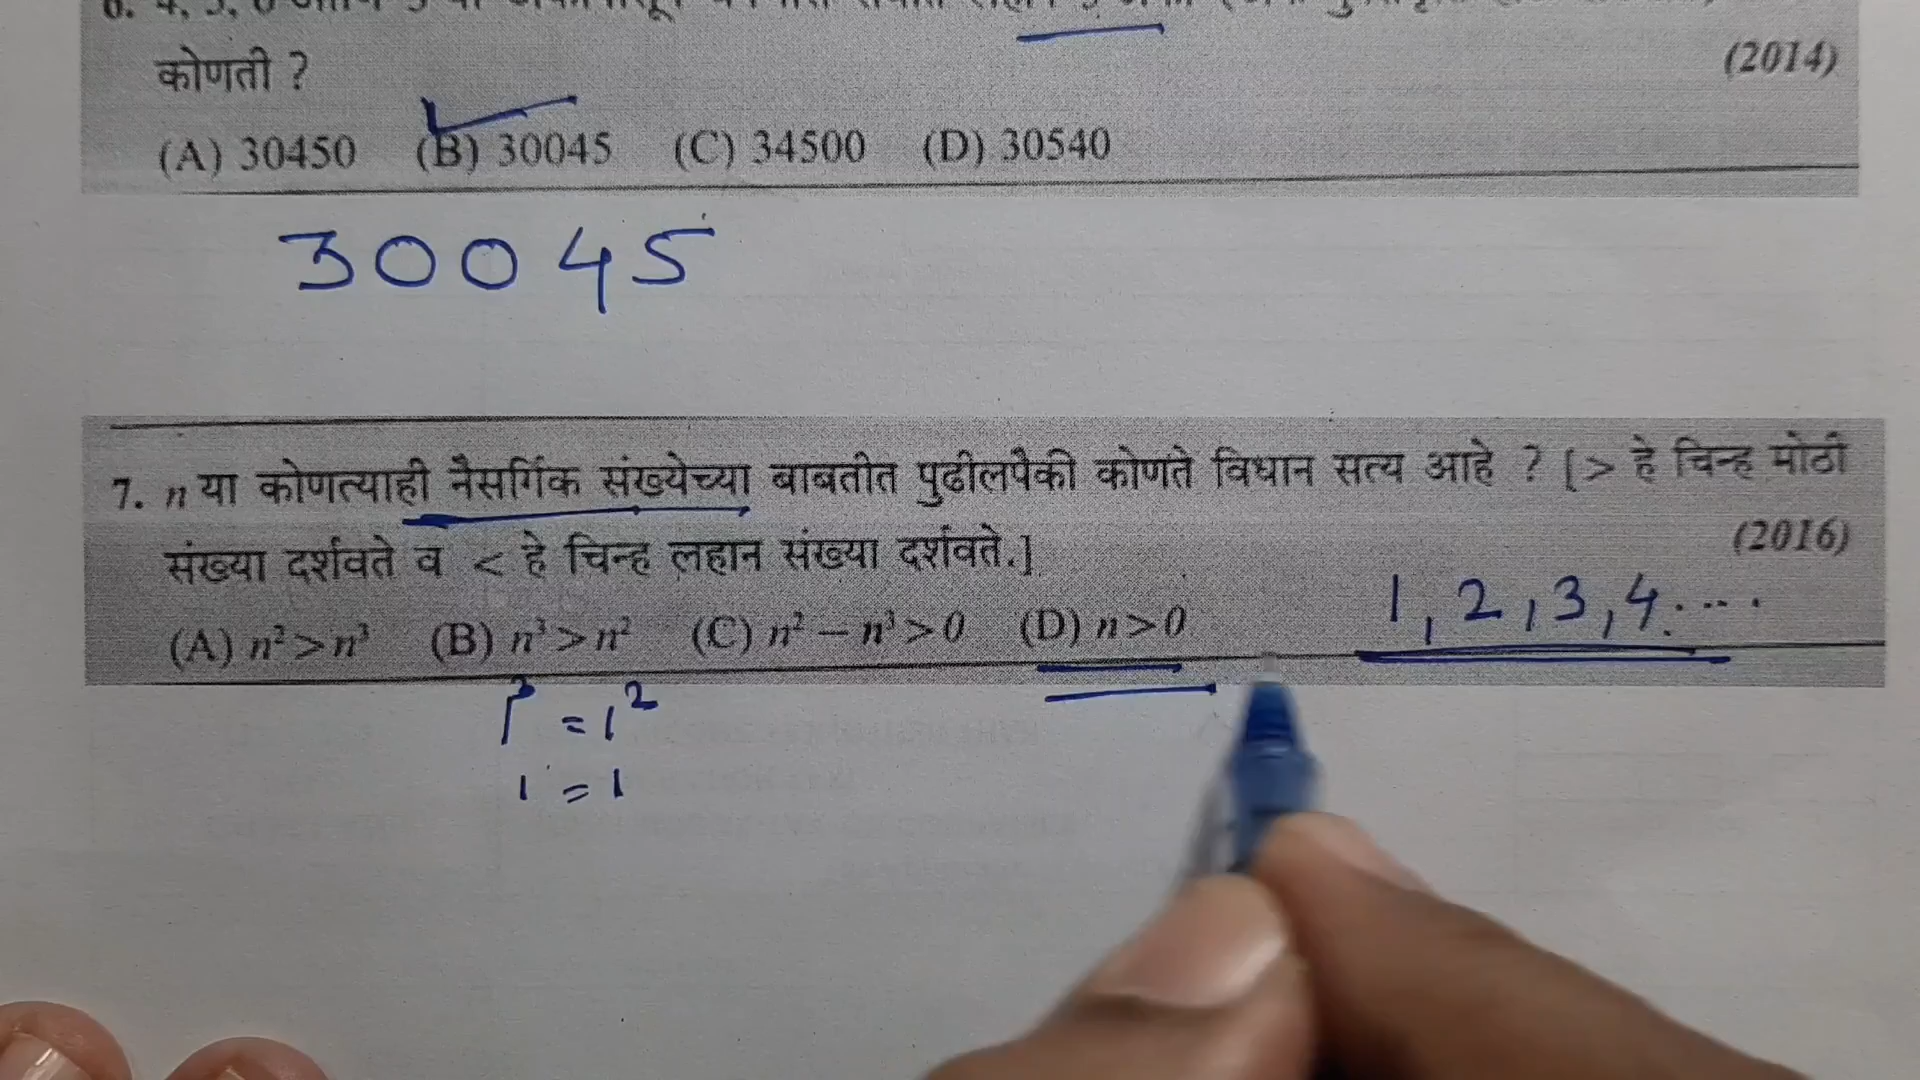 कोणती ?
(2014)
(A) 30450 (B) 30045 (C) 34500 (D) 30540
30045
7. n या कोणत्याही नैसर्गिक संख्येच्या बाबतीत पुढीलपैकी कोणते विधान सत्य आहे ? [> हे चिन्ह मोठी
संख्या दर्शवते व < हे चिन्ह लहान संख्या दर्शवते.]
(2016)
1, 2, 3, 4 ....
(A) n² > n³ (B) n³ > n² (C) n² – n³ > 0 (D) n > 0
1³ = 1²
1 = 1